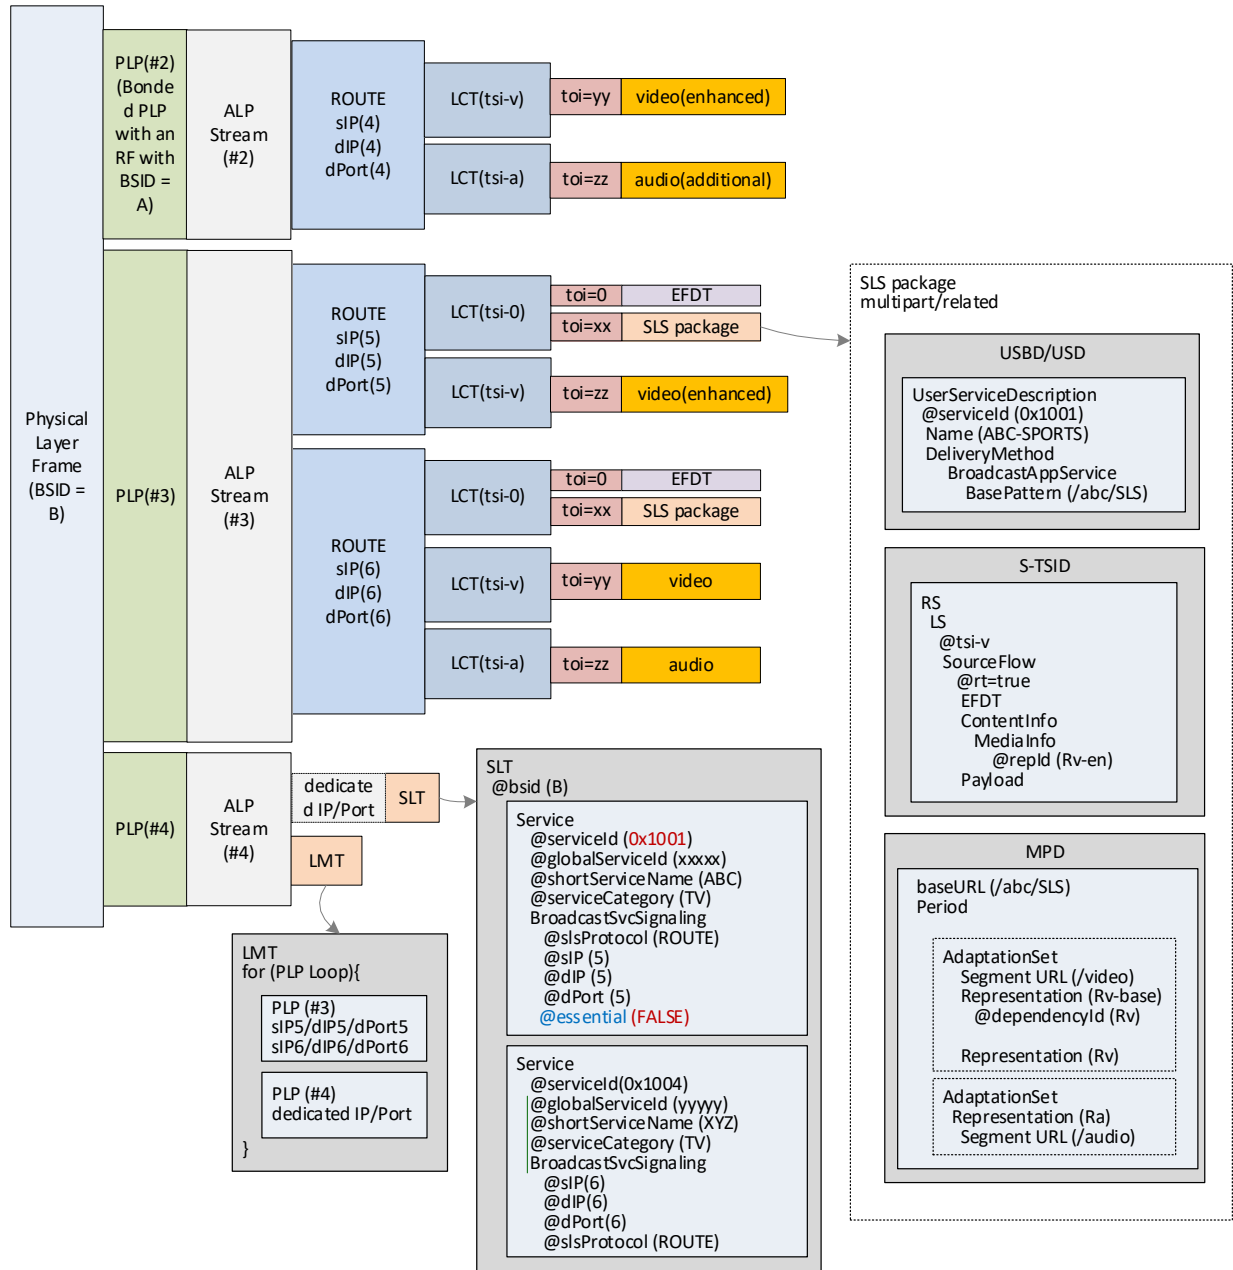 Physical
Layer
Frame
(BSID =
B)
PLP(#2)
(Bonde
d PLP
with an
RF with
BSID =
A)
ALP
Stream
(#2)
ROUTE
sIP(4)
dIP(4)
dPort(4)
LCT(tsi-v)
toi=yy
video(enhanced)
LCT(tsi-a)
toi=zz
audio(additional)
PLP(#3)
ALP
Stream
(#3)
ROUTE
sIP(5)
dIP(5)
dPort(5)
LCT(tsi-0)
toi=0
EFDT
toi=xx
SLS package
LCT(tsi-v)
toi=zz
video(enhanced)
ROUTE
sIP(6)
dIP(6)
dPort(6)
LCT(tsi-0)
toi=0
EFDT
toi=xx
SLS package
LCT(tsi-v)
toi=yy
video
LCT(tsi-a)
toi=zz
audio
PLP(#4)
ALP
Stream
(#4)
dedicate
d IP/Port
SLT
LMT
LMT
for (PLP Loop){
PLP (#3)
sIP5/dIP5/dPort5
sIP6/dIP6/dPort6
PLP (#4)
dedicated IP/Port
}
SLT
@bsid (B)
Service
@serviceId (0x1001)
@globalServiceId (xxxxx)
@shortServiceName (ABC)
@serviceCategory (TV)
BroadcastSvcSignaling
@slsProtocol (ROUTE)
@sIP (5)
@dIP (5)
@dPort (5)
@essential (FALSE)
Service
@serviceId(0x1004)
@globalServiceId (yyyyy)
@shortServiceName (XYZ)
@serviceCategory (TV)
BroadcastSvcSignaling
@sIP(6)
@dIP(6)
@dPort(6)
@slsProtocol (ROUTE)
SLS package
multipart/related
USBD/USD
UserServiceDescription
@serviceId (0x1001)
Name (ABC-SPORTS)
DeliveryMethod
BroadcastAppService
BasePattern (/abc/SLS)
S-TSID
RS
LS
@tsi-v
SourceFlow
@rt=true
EFDT
ContentInfo
MediaInfo
@repId (Rv-en)
Payload
MPD
baseURL (/abc/SLS)
Period
AdaptationSet
Segment URL (/video)
Representation (Rv-base)
@dependencyId (Rv)
Representation (Rv)
AdaptationSet
Representation (Ra)
Segment URL (/audio)